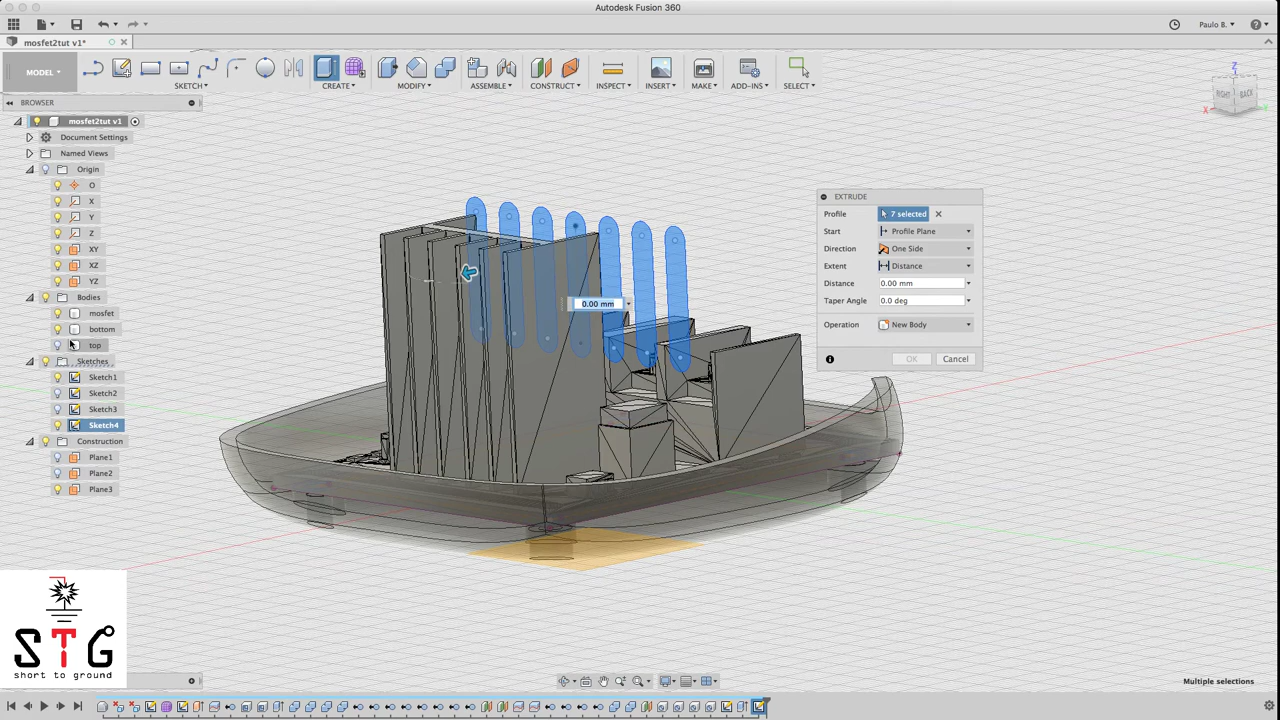 Autodesk Fusion 360
Paulo B.
mosfet2tut v1*
MODEL
SKETCH
CREATE
MODIFY
ASSEMBLE
CONSTRUCT
INSPECT
INSERT
MAKE
ADD-INS
SELECT
BROWSER
mosfet2tut v1
Document Settings
Named Views
Origin
O
X
Y
Z
XY
XZ
YZ
Bodies
mosfet
bottom
top
Sketches
Sketch1
Sketch2
Sketch3
Sketch4
Construction
Plane1
Plane2
Plane3
Z
RIGHT
BACK
X
Y
EXTRUDE
Profile 7 selected
Start Profile Plane
Direction One Side
Extent Distance
Distance 0.00 mm
Taper Angle 0.0 deg
Operation New Body
OK Cancel
0.00 mm
STG
short to ground
Multiple selections